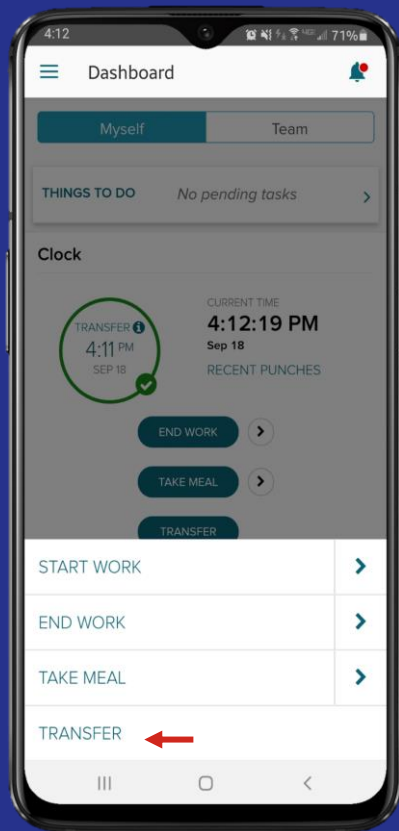 4:12
71%
Dashboard
Myself
Team
THINGS TO DO
No pending tasks
Clock
TRANSFER
4:11 PM
SEP 18
CURRENT TIME
4:12:19 PM
Sep 18
RECENT PUNCHES
END WORK
TAKE MEAL
TRANSFER
START WORK
END WORK
TAKE MEAL
TRANSFER